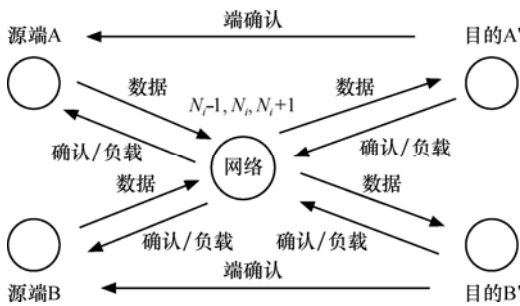 端确认
源端A
目的A'
数据
数据
N_i-1, N_i, N_i+1
确认/负载
确认/负载
网络
数据
数据
确认/负载
确认/负载
端确认
源端B
目的B'